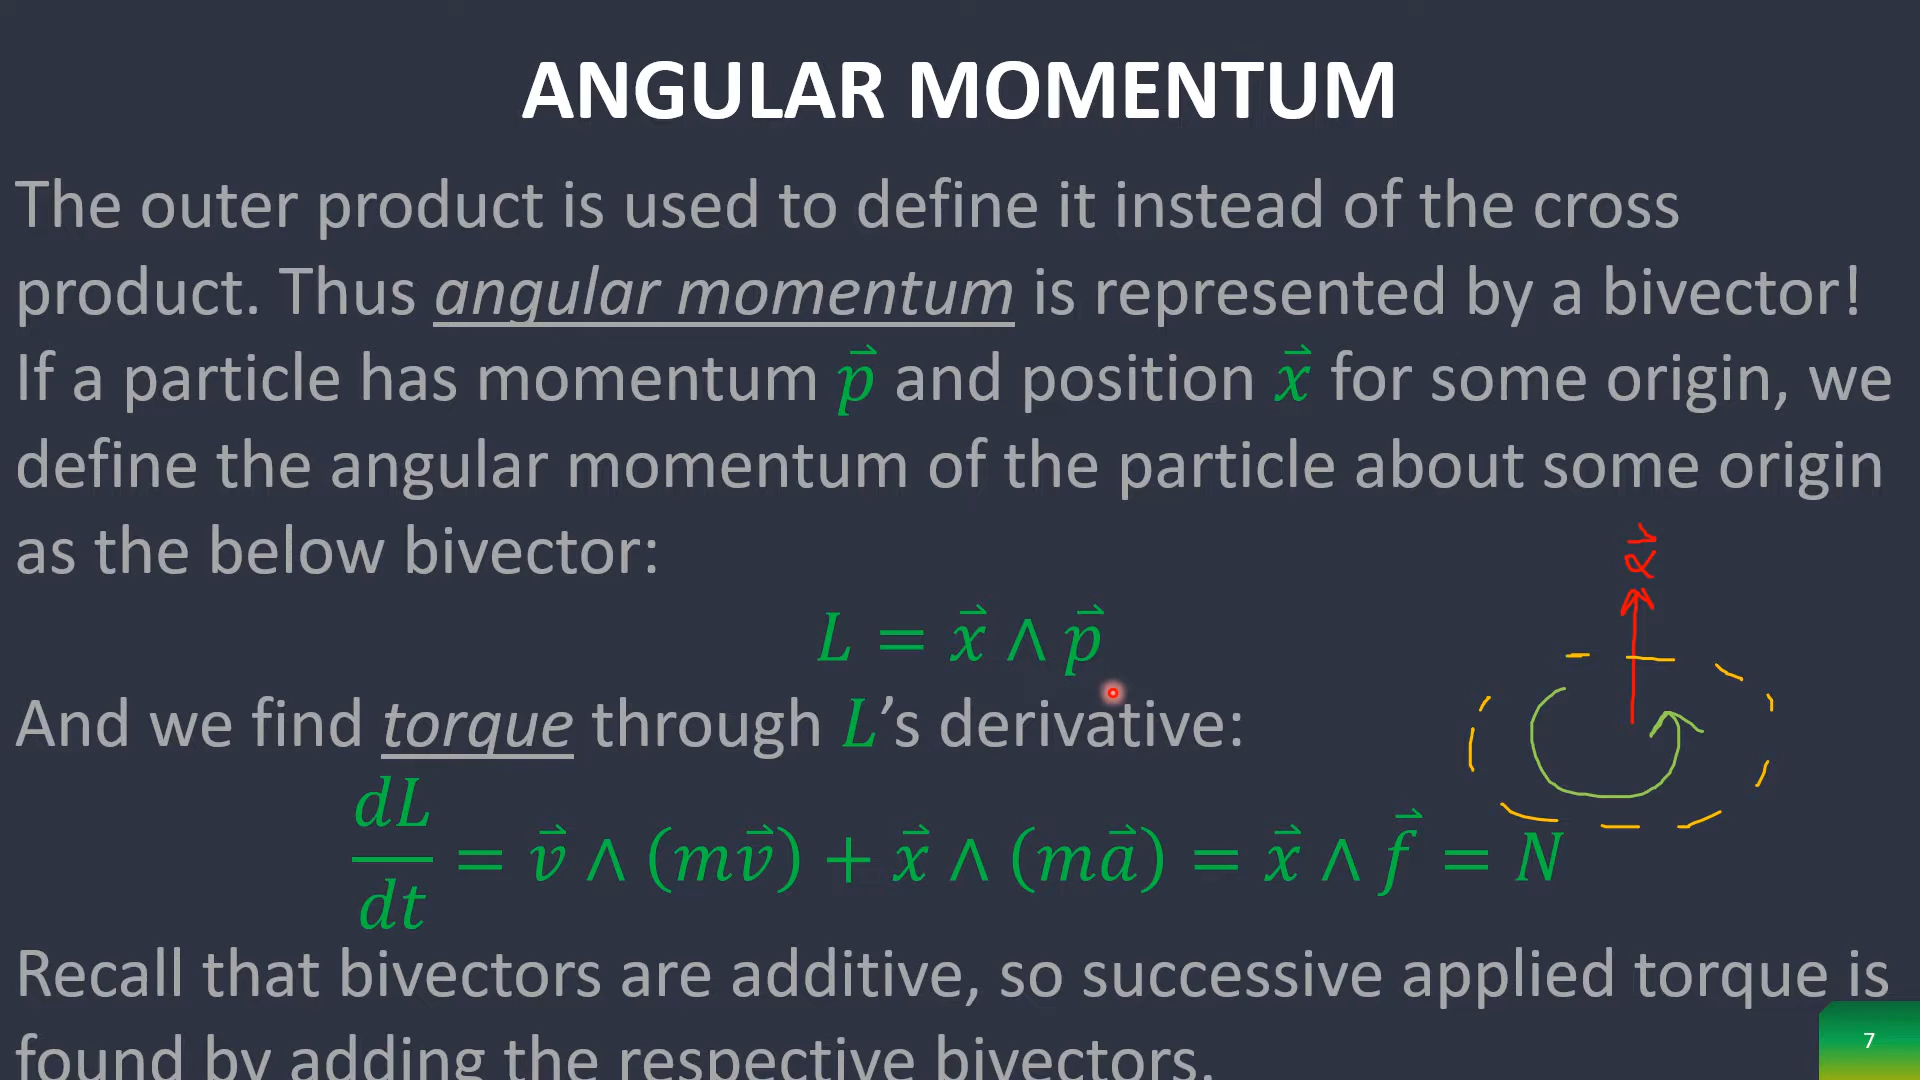 ANGULAR MOMENTUM
The outer product is used to define it instead of the cross
product. Thus angular momentum is represented by a bivector!
If a particle has momentum p⃗ and position x⃗ for some origin, we
define the angular momentum of the particle about some origin
as the below bivector:
L = x⃗ ∧ p⃗
And we find torque through L’s derivative:
dL/dt = v⃗ ∧ (mv⃗) + x⃗ ∧ (ma⃗) = x⃗ ∧ f⃗ = N
Recall that bivectors are additive, so successive applied torque is
found by adding the respective bivectors.
7